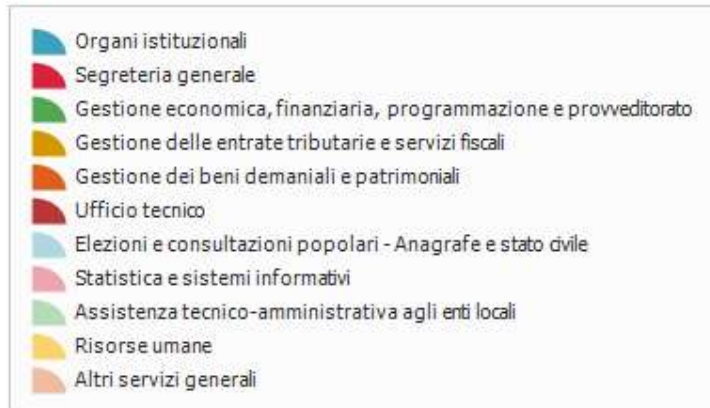 Organi istituzionali
Segreteria generale
Gestione economica, finanziaria, programmazione e provveditorato
Gestione delle entrate tributarie e servizi fiscali
Gestione dei beni demaniali e patrimoniali
Ufficio tecnico
Elezioni e consultazioni popolari - Anagrafe e stato civile
Statistica e sistemi informativi
Assistenza tecnico-amministrativa agli enti locali
Risorse umane
Altri servizi generali